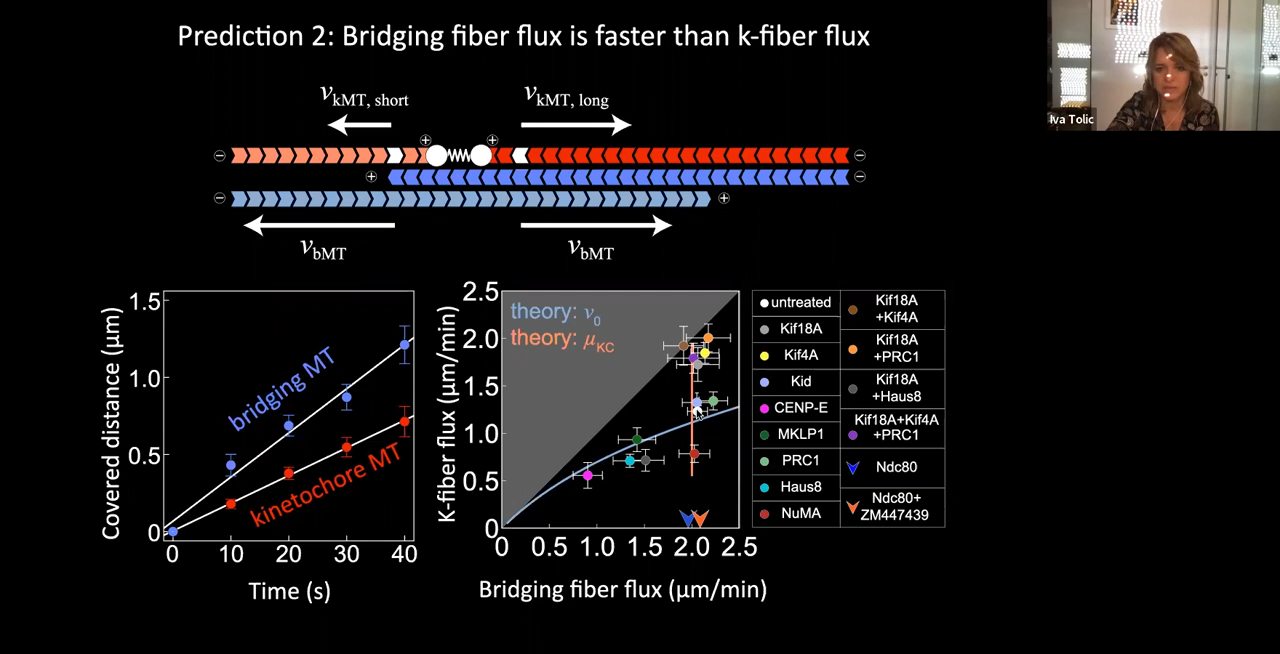 Prediction 2: Bridging fiber flux is faster than k-fiber flux
Iva Tolic
vkMT, short
vkMT, long
+ +
− −
+ −
− +
vbMT
vbMT
Covered distance (μm)
1.5
1.0
0.5
0
bridging MT
kinetochore MT
0 10 20 30 40
Time (s)
K-fiber flux (μm/min)
2.5
2.0
1.5
1.0
0.5
0
theory: v0
theory: μKC
0 0.5 1.0 1.5 2.0 2.5
Bridging fiber flux (μm/min)
untreated
Kif18A
Kif4A
Kid
CENP-E
MKLP1
PRC1
Haus8
NuMA
Kif18A
+Kif4A
Kif18A
+PRC1
Kif18A
+Haus8
Kif18A+Kif4A
+PRC1
Ndc80
Ndc80+
ZM447439